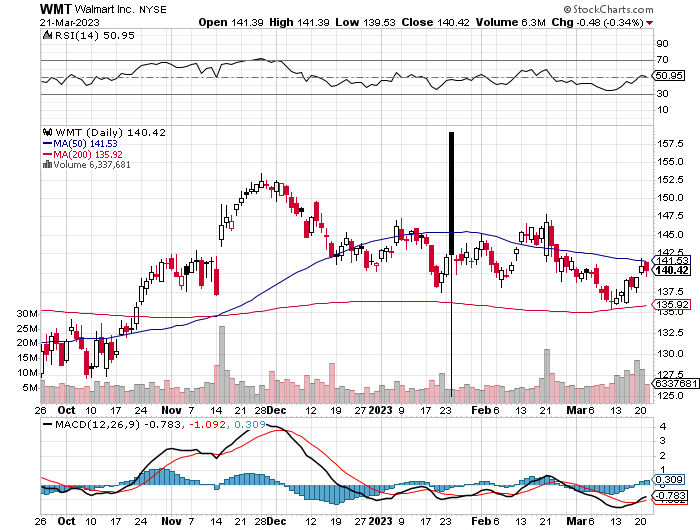 WMT Walmart Inc. NYSE © StockCharts.com
21-Mar-2023 Open 141.39 High 141.39 Low 139.53 Close 140.42 Volume 6.3M Chg -0.48 (-0.34%)
RSI(14) 50.95
90
70
50.95
30
10
WMT (Daily) 140.42
MA(50) 141.53
MA(200) 135.92
Volume 6,337,681
157.5
155.0
152.5
150.0
147.5
145.0
142.5
141.53
140.42
137.5
135.92
135.0
132.5
130.0
127.5
125.0
6337681
30M
25M
20M
15M
10M
5M
26 Oct 10 17 24 Nov 7 14 21 28 Dec 12 19 27 2023 9 17 23 Feb 6 13 21 Mar 6 13 20
MACD(12,26,9) -0.783, -1.092, 0.309
4
3
2
1
0.309
0
-0.783
26 Oct 10 17 24 Nov 7 14 21 28 Dec 12 19 27 2023 9 17 23 Feb 6 13 21 Mar 6 13 20